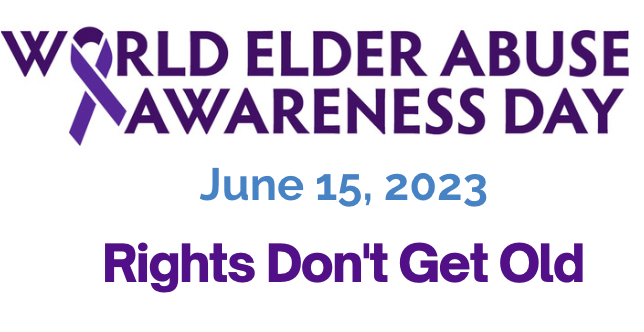 WORLD ELDER ABUSE
AWARENESS DAY
June 15, 2023
Rights Don't Get Old